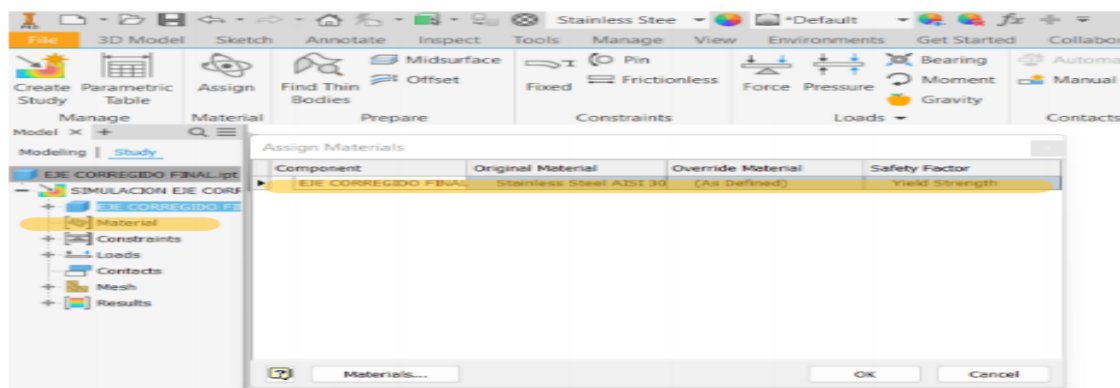 Stainless Stee *Default fx
File 3D Model Sketch Annotate Inspect Tools Manage View Environments Get Started Collabo
Create Study
Parametric Table
Assign
Find Thin Bodies
Midsurface
Offset
Fixed
Pin
Frictionless
Force
Pressure
Bearing
Moment
Gravity
Automa
Manual
Manage Material Prepare Constraints Loads Contacts
Model × +
Modeling | Study
EJE CORREGIDO FINAL.ipt
SIMULACION EJE CORR
EJE CORREGIDO FI
Material
Constraints
Loads
Contacts
Mesh
Results
Assign Materials
Component Original Material Override Material Safety Factor
EJE CORREGIDO FINAL Stainless Steel AISI 30 (As Defined) Yield Strength
Materials... OK Cancel